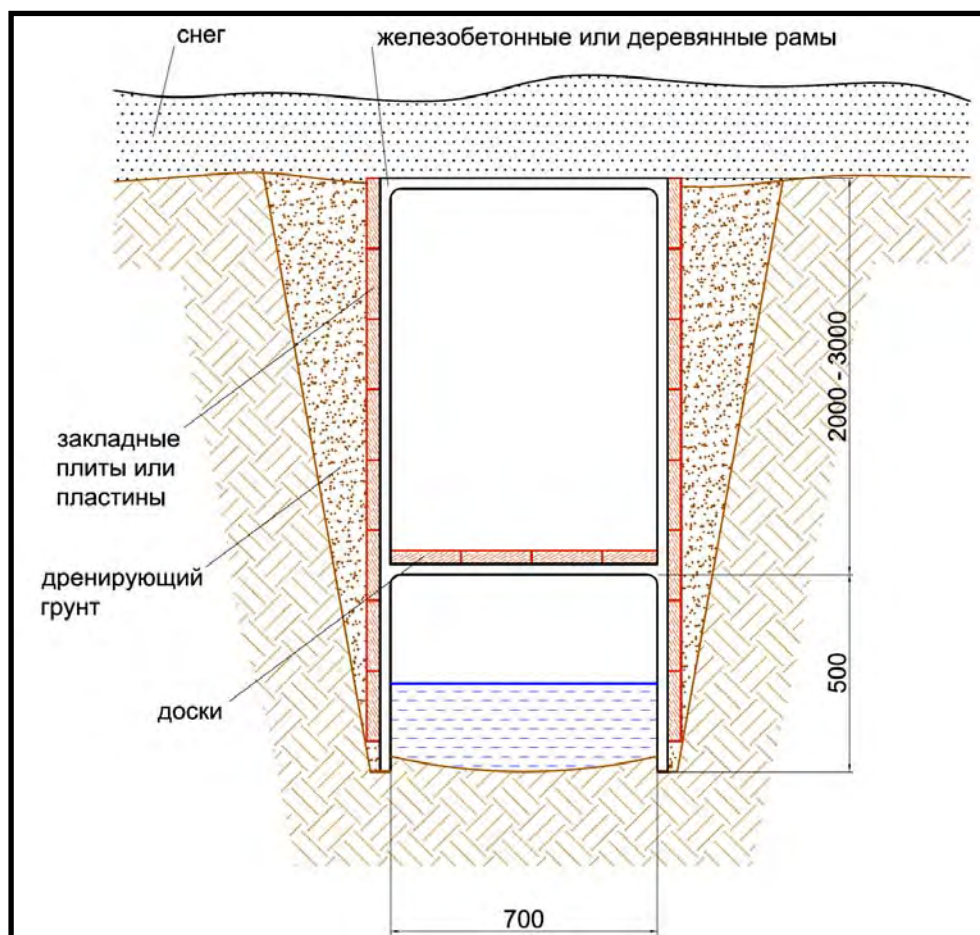 снег
железобетонные или деревянные рамы
закладные
плиты или
пластины
дренирующий
грунт
доски
2000 - 3000
500
700